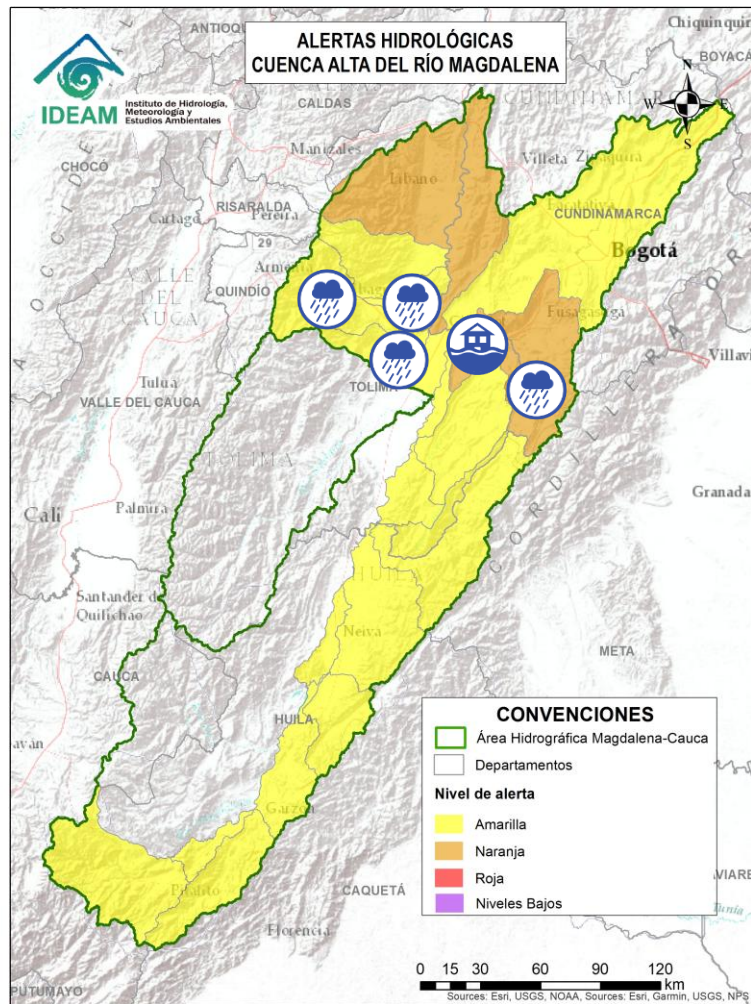 ALERTAS HIDROLÓGICAS
CUENCA ALTA DEL RÍO MAGDALENA
IDEAM
Instituto de Hidrología,
Meteorología y
Estudios Ambientales
Chiquinquirá
BOYACÁ
N
W
E
S
CALDAS
Manizales
CHOCÓ
Líbano
Villeta
Zipaquirá
RISARALDA
Cartago
Pereira
Facatativá
CUNDINAMARCA
29
Bogotá
Armenia
QUINDÍO
Fusagasugá
VALLE
DEL
CAUCA
Tuluá
VALLE DEL CAUCA
TOLIMA
TOLIMA
CORDILLERA
Palmira
Cali
Granada
Santander de
Quilichao
HUILA
Neiva
META
CAUCA
HUILA
Garzón
Pitalito
CAQUETÁ
Florencia
PUTUMAYO
CONVENCIONES
Área Hidrográfica Magdalena-Cauca
Departamentos
Nivel de alerta
Amarilla
Naranja
Roja
Niveles Bajos
0 15 30 60 90 120
km
Sources: Esri, USGS, NOAA, Sources: Esri, Garmin, USGS, NPS